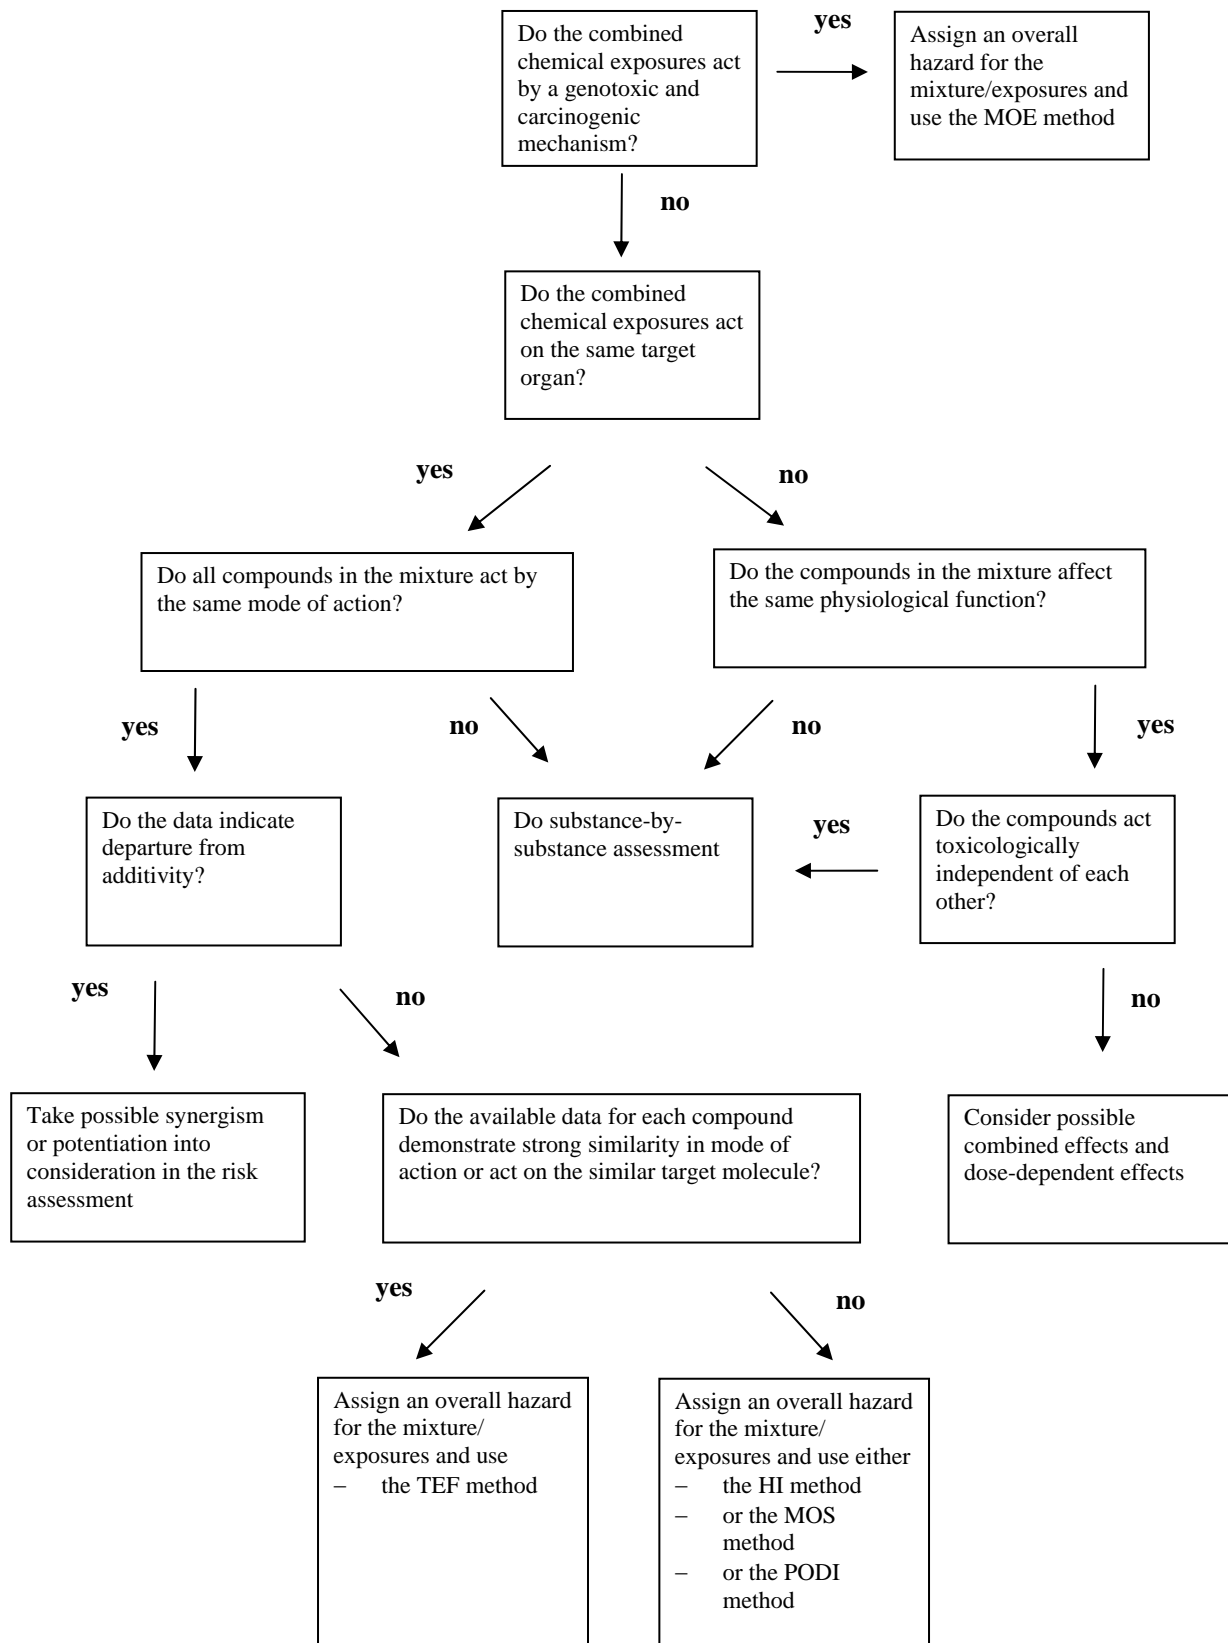 Do the combined
chemical exposures act
by a genotoxic and
carcinogenic
mechanism?
yes
Assign an overall
hazard for the
mixture/exposures and
use the MOE method
no
Do the combined
chemical exposures act
on the same target
organ?
yes
no
Do all compounds in the mixture act by
the same mode of action?
Do the compounds in the mixture affect
the same physiological function?
yes
no
no
yes
Do the data indicate
departure from
additivity?
Do substance-by-
substance assessment
yes
Do the compounds act
toxicologically
independent of each
other?
yes
no
no
Take possible synergism
or potentiation into
consideration in the risk
assessment
Do the available data for each compound
demonstrate strong similarity in mode of
action or act on the similar target molecule?
Consider possible
combined effects and
dose-dependent effects
yes
no
Assign an overall hazard
for the mixture/
exposures and use
– the TEF method
Assign an overall hazard
for the mixture/
exposures and use either
– the HI method
– or the MOS
method
– or the PODI
method